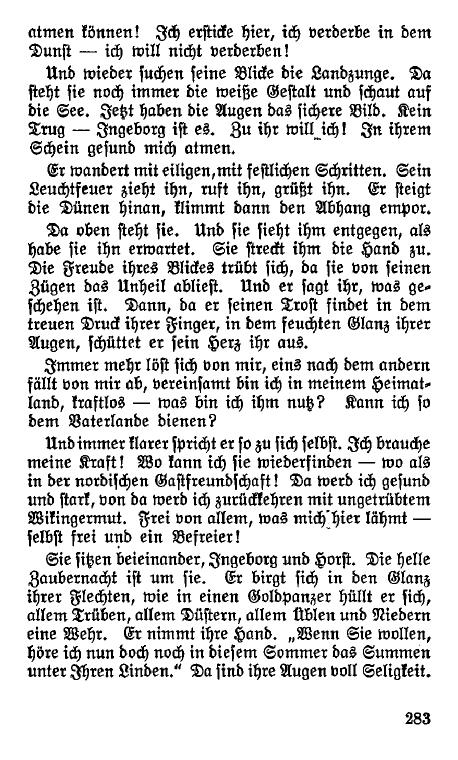 atmen können! Ich ersticke hier, ich verderbe in dem
Dunst — ich will nicht verderben!
Und wieder suchen seine Blicke die Landzunge. Da
steht sie noch immer die weiße Gestalt und schaut auf
die See. Jetzt haben die Augen das sichere Bild. Kein
Trug — Ingeborg ist es. Zu ihr will ich! In ihrem
Schein gesund mich atmen.
Er wandert mit eiligen, mit festlichen Schritten. Sein
Leuchtfeuer zieht ihn, ruft ihn, grüßt ihn. Er steigt
die Dünen hinan, klimmt dann den Abhang empor.
Da oben steht sie. Und sie sieht ihm entgegen, als
habe sie ihn erwartet. Sie streckt ihm die Hand zu.
Die Freude ihres Blickes trübt sich, da sie von seinen
Zügen das Unheil abliest. Und er sagt ihr, was ge-
schehen ist. Dann, da er seinen Trost findet in dem
treuen Druck ihrer Finger, in dem feuchten Glanz ihrer
Augen, schüttet er sein Herz ihr aus.
Immer mehr löst sich von mir, eins nach dem andern
fällt von mir ab, vereinsamt bin ich in meinem Heimat-
land, kraftlos — was bin ich ihm nutz? Kann ich so
dem Vaterlande dienen?
Und immer klarer spricht er so zu sich selbst. Ich brauche
meine Kraft! Wo kann ich sie wiederfinden — wo als
in der nordischen Gastfreundschaft! Da werd ich gesund
und stark, von da werd ich zurückkehren mit ungetrübtem
Wikingermut. Frei von allem, was mich hier lähmt —
selbst frei und ein Befreier!
Sie sitzen beieinander, Ingeborg und Horst. Die helle
Zaubernacht ist um sie. Er birgt sich in den Glanz
ihrer Flechten, wie in einen Goldpanzer hüllt er sich,
allem Trüben, allem Düstern, allem Üblen und Niedern
eine Wehr. Er nimmt ihre Hand. „Wenn Sie wollen,
höre ich nun doch noch in diesem Sommer das Summen
unter Ihren Linden.“ Da sind ihre Augen voll Seligkeit.
283